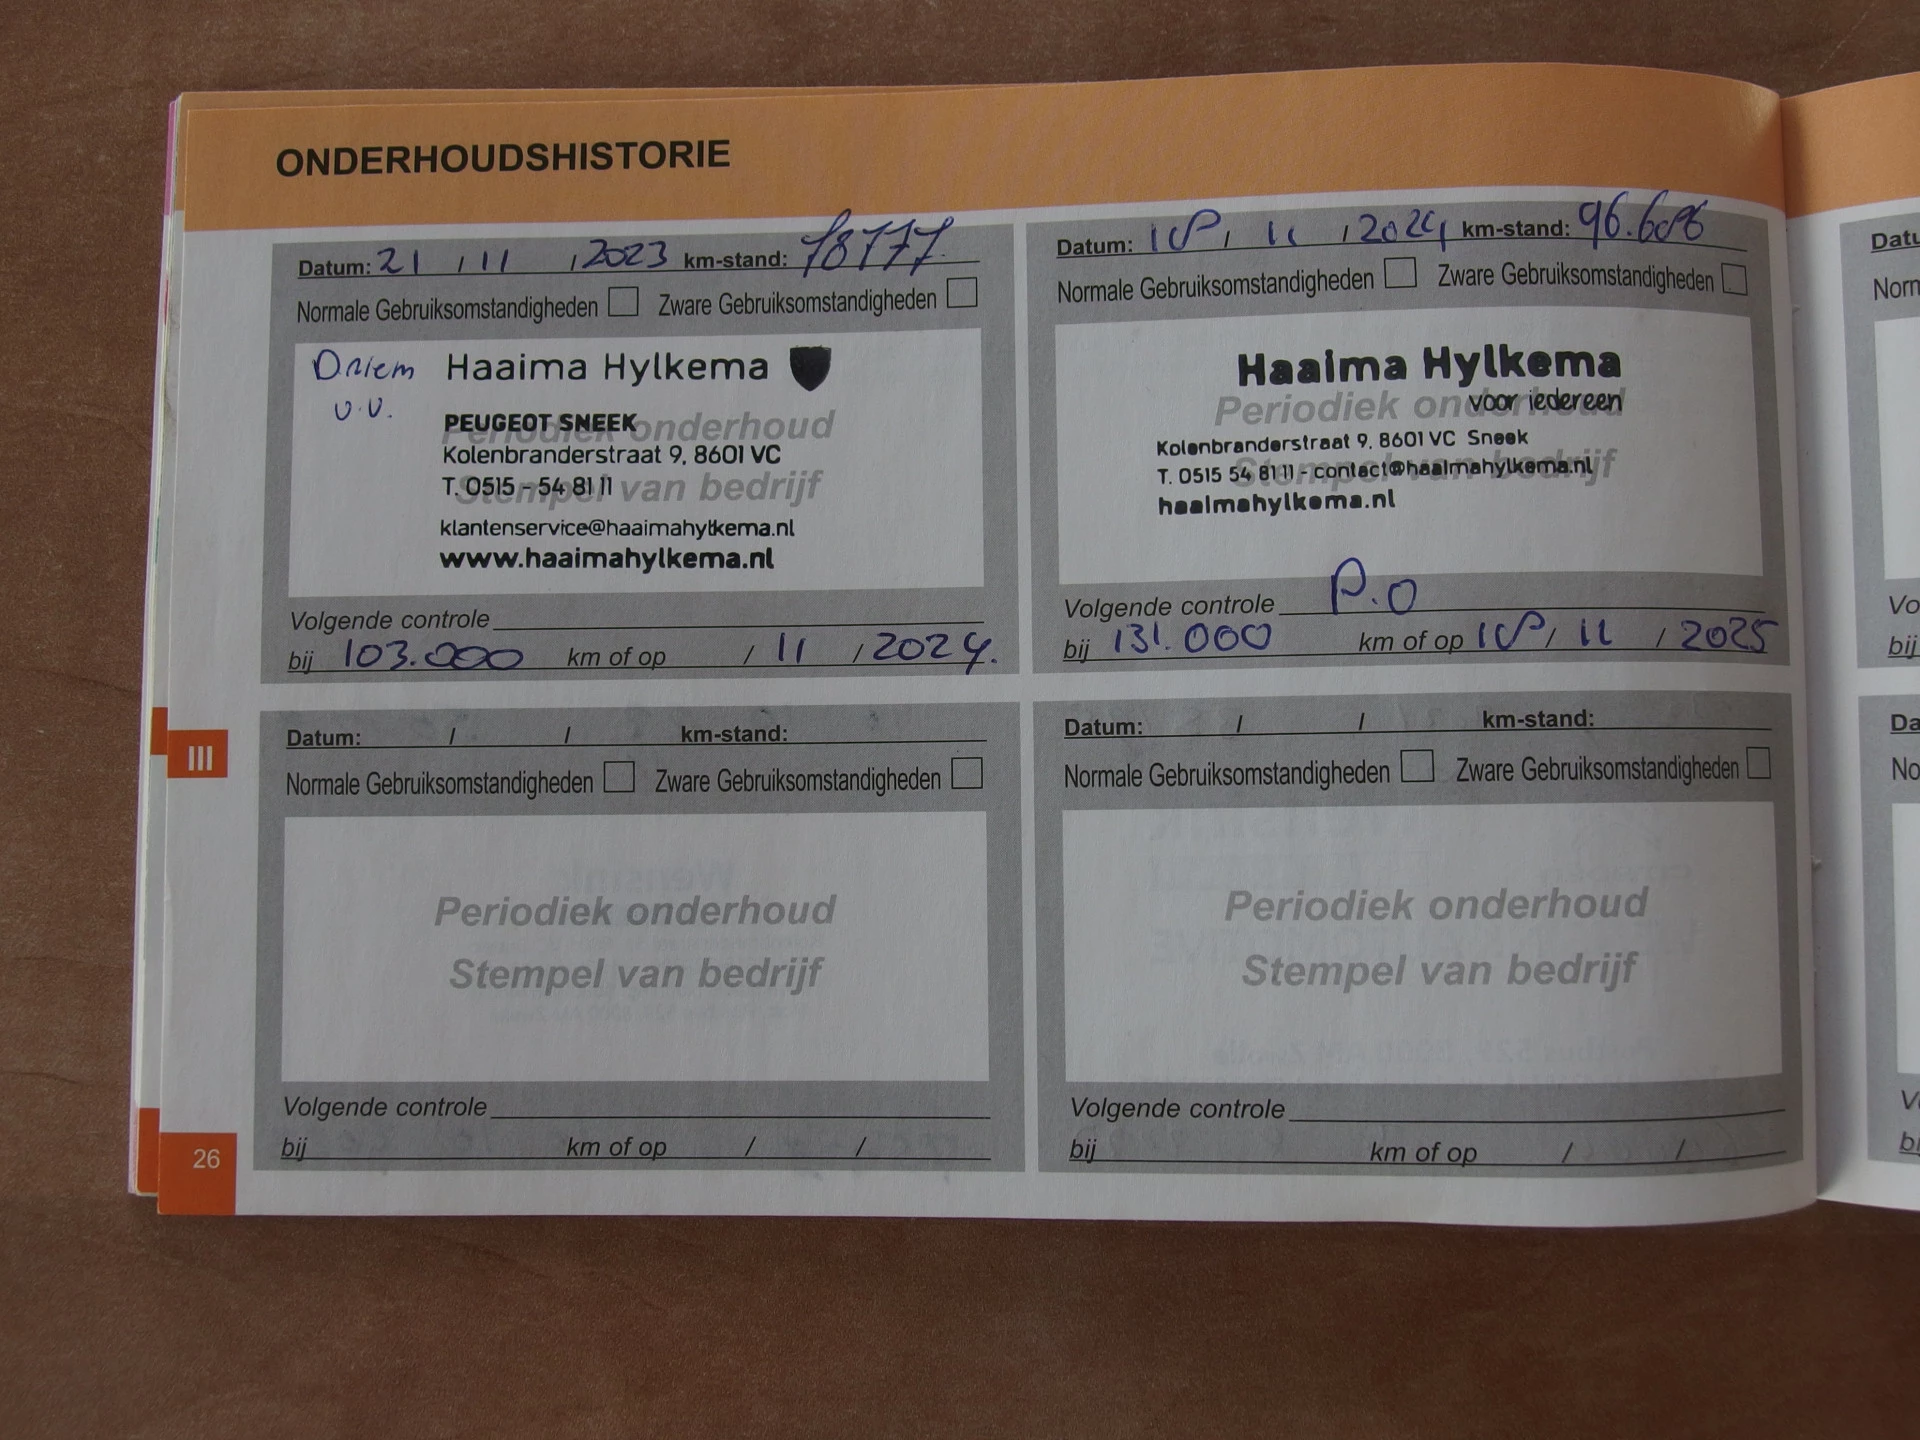 ONDERHOUDSHISTORIE
Datum: 21 / 11 / 2023 km-stand: 78777
Normale Gebruiksomstandigheden Zware Gebruiksomstandigheden
Haaima Hylkema
v.v.
PEUGEOT SNEEK
Periodiek onderhoud
Kolenbranderstraat 9, 8601 VC
T. 0515 - 54 81 11
Stempel van bedrijf
klantenservice@haaimahylkema.nl
www.haaimahylkema.nl
Volgende controle
bij 103.000 km of op / 11 / 2024.
Datum: 18 / 11 / 2024 km-stand: 96.686
Normale Gebruiksomstandigheden Zware Gebruiksomstandigheden
Haaima Hylkema
voor iedereen
Periodiek onderhoud
Kolenbranderstraat 9, 8601 VC Sneek
T. 0515 54 81 11 - contact@haaimahylkema.nl
Stempel van bedrijf
haaimahylkema.nl
Volgende controle P.O
bij 131.000 km of op 18 / 11 / 2025
Datum: / / km-stand:
Normale Gebruiksomstandigheden Zware Gebruiksomstandigheden
Periodiek onderhoud
Stempel van bedrijf
Volgende controle
bij km of op / /
Datum: / / km-stand:
Normale Gebruiksomstandigheden Zware Gebruiksomstandigheden
Periodiek onderhoud
Stempel van bedrijf
Volgende controle
bij km of op / /
III
26